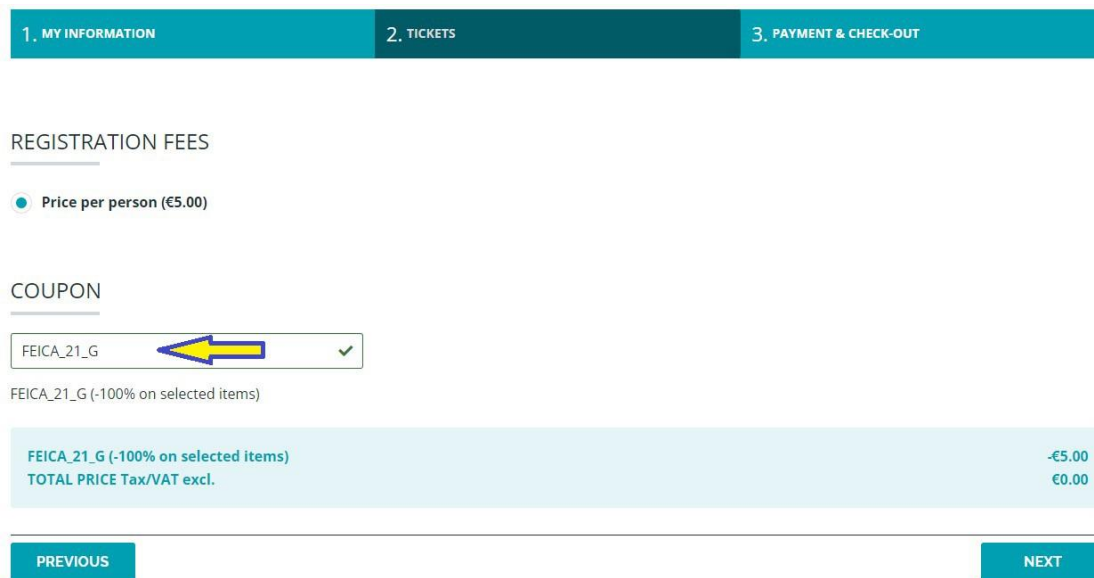 1. MY INFORMATION
2. TICKETS
3. PAYMENT & CHECK-OUT
REGISTRATION FEES
Price per person (€5.00)
COUPON
FEICA_21_G
FEICA_21_G (-100% on selected items)
FEICA_21_G (-100% on selected items) -€5.00
TOTAL PRICE Tax/VAT excl. €0.00
PREVIOUS
NEXT